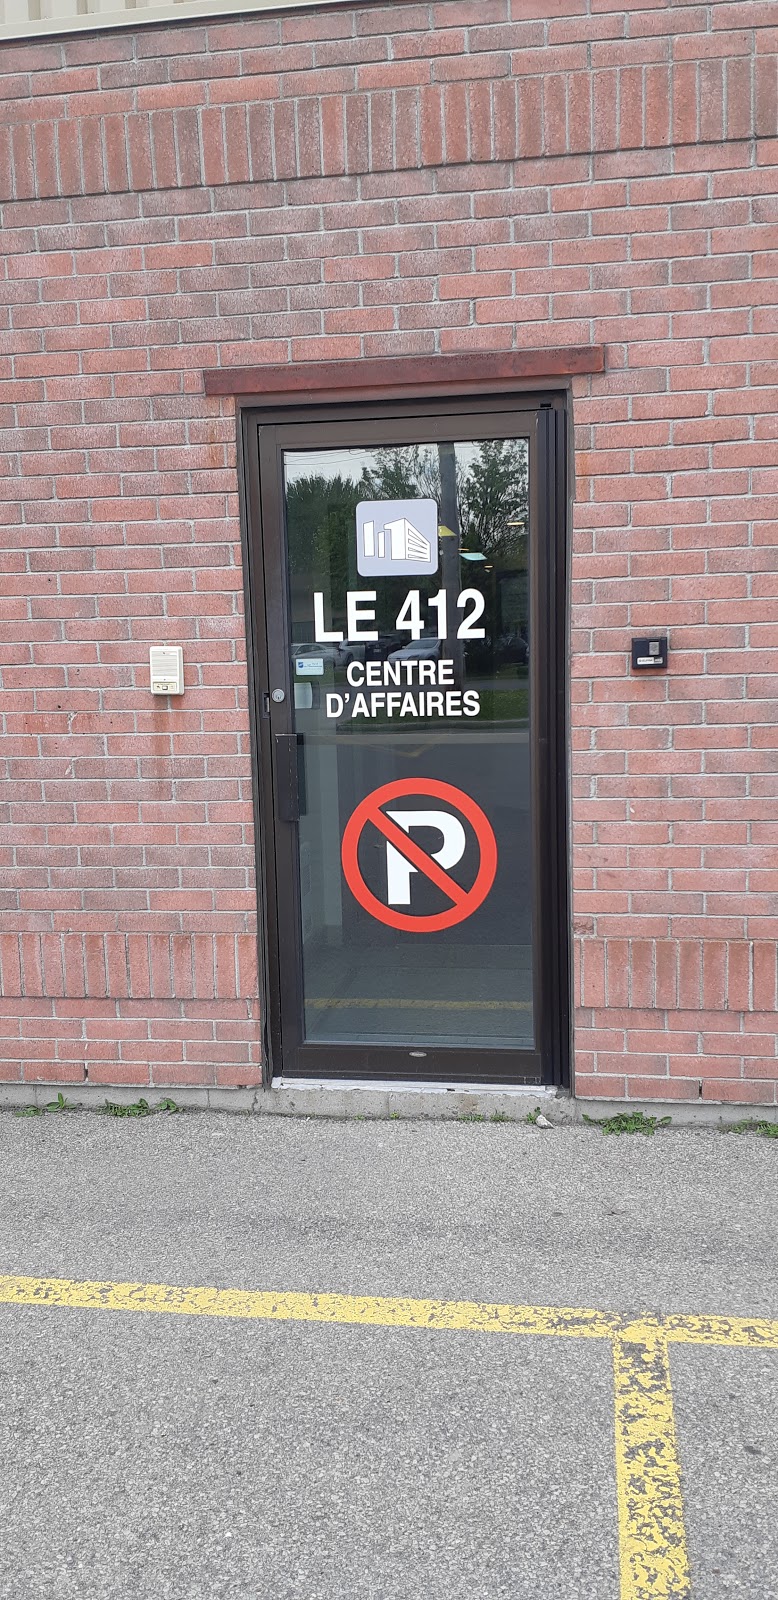 LE 412
CENTRE
D'AFFAIRES
P